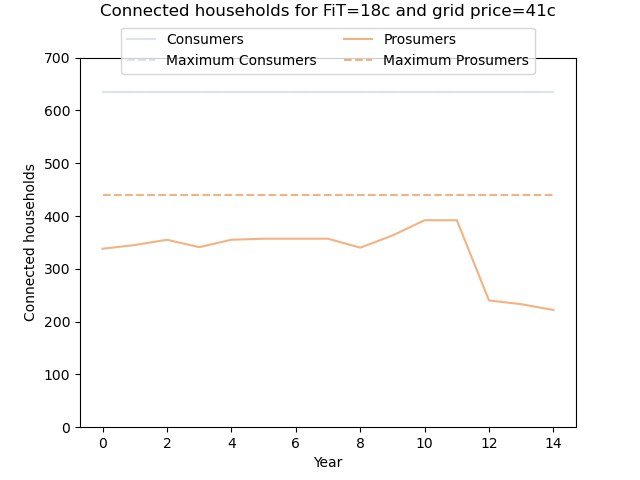 Connected households for FiT=18c and grid price=41c
Consumers
Prosumers
Maximum Consumers
Maximum Prosumers
700
600
500
400
300
200
100
0
Connected households
0 2 4 6 8 10 12 14
Year